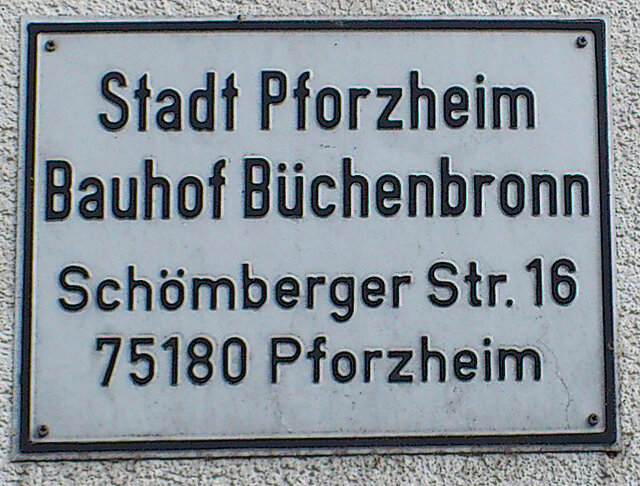 Stadt Pforzheim
Bauhof Büchenbronn
Schömberger Str. 16
75180 Pforzheim